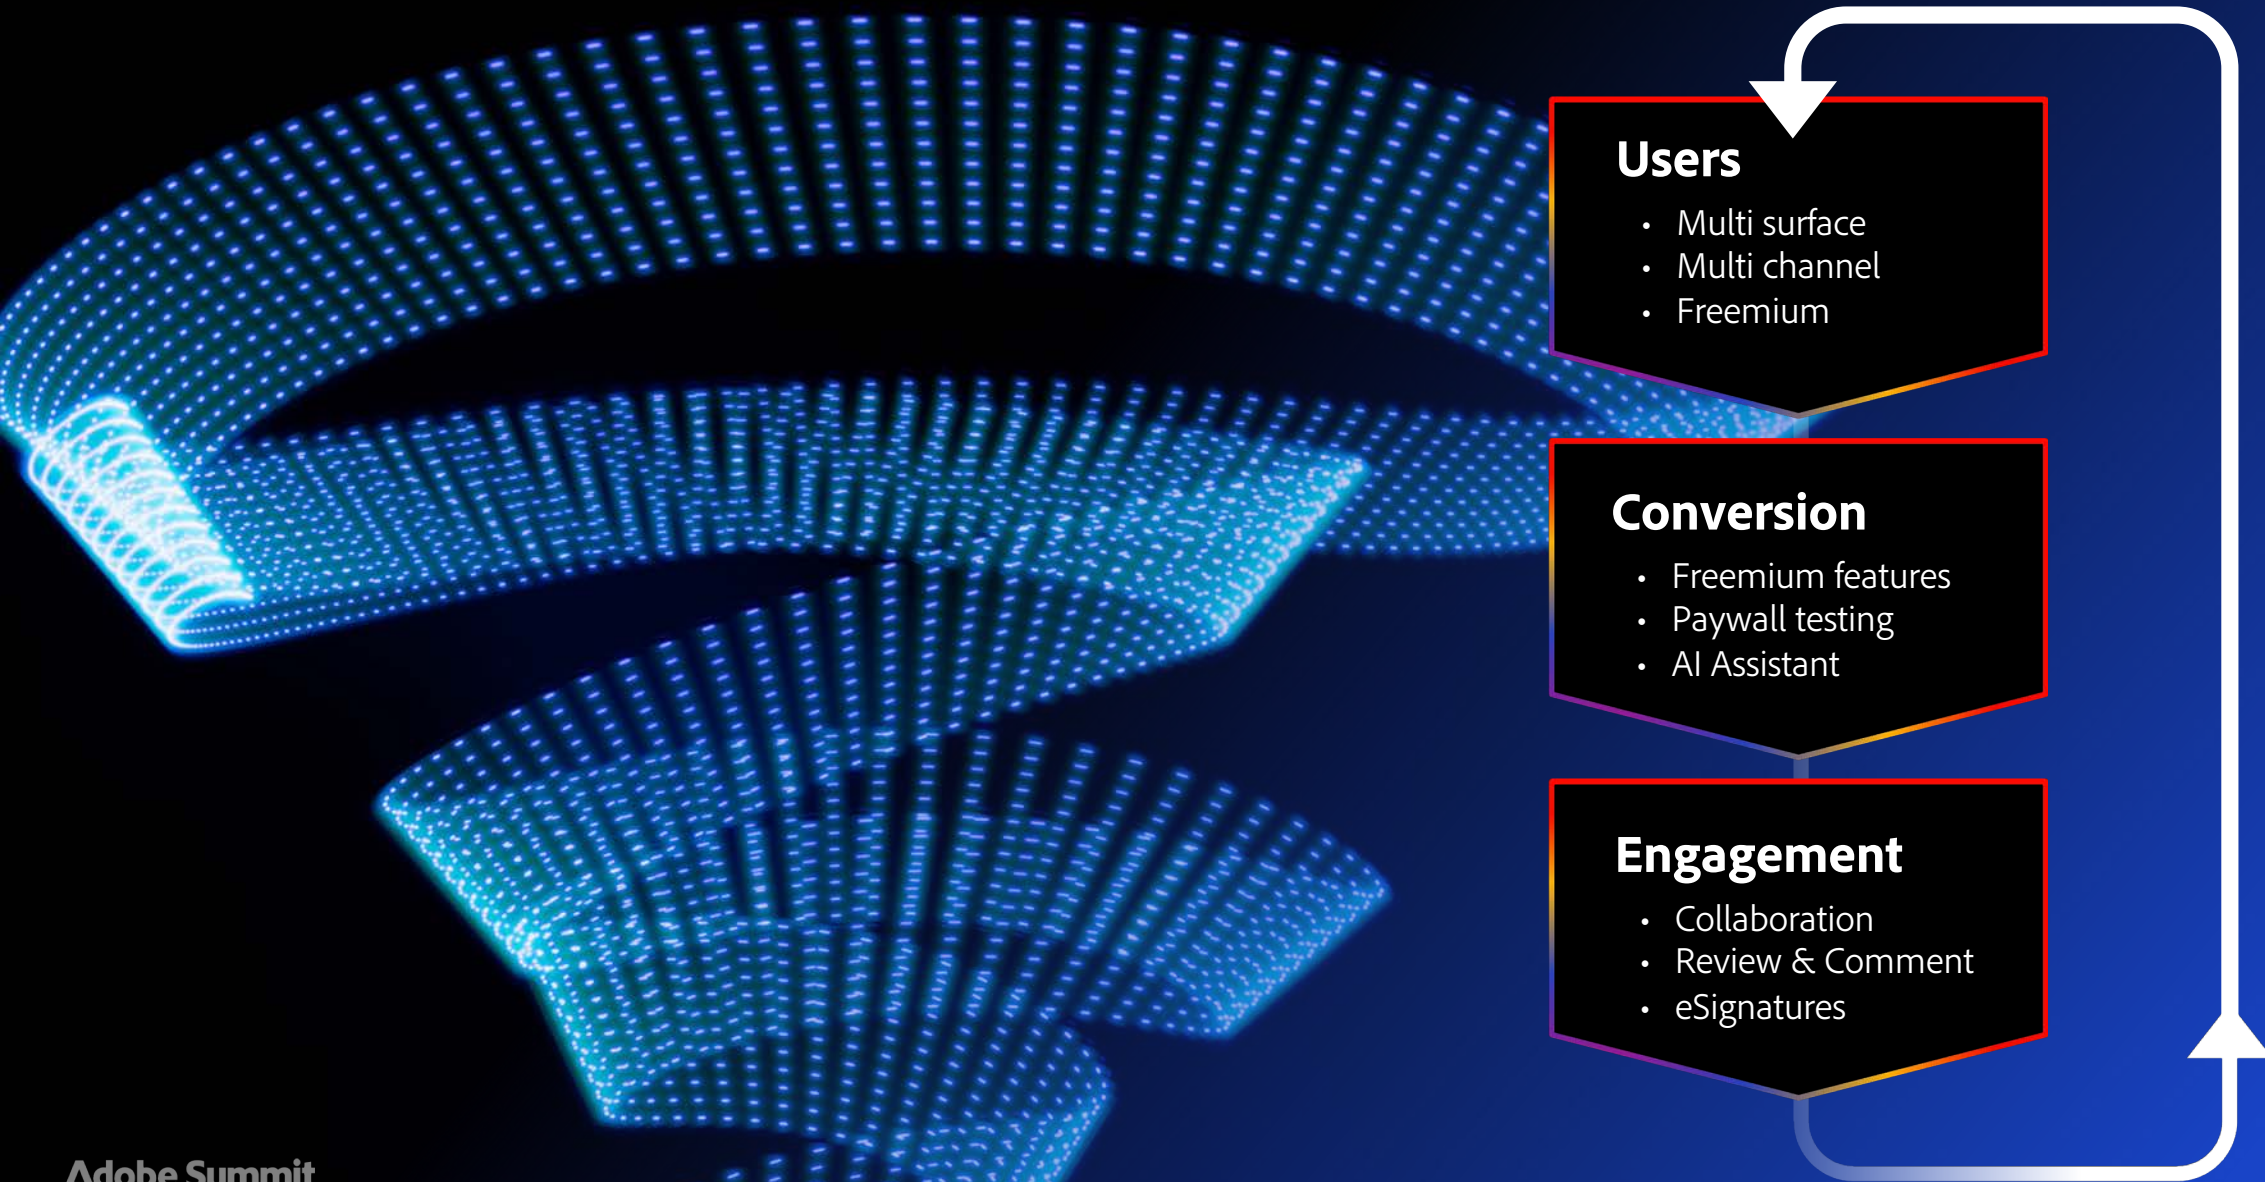 Users
• Multi surface
• Multi channel
• Freemium
Conversion
• Freemium features
• Paywall testing
• AI Assistant
Engagement
• Collaboration
• Review & Comment
• eSignatures
Adobe Summit